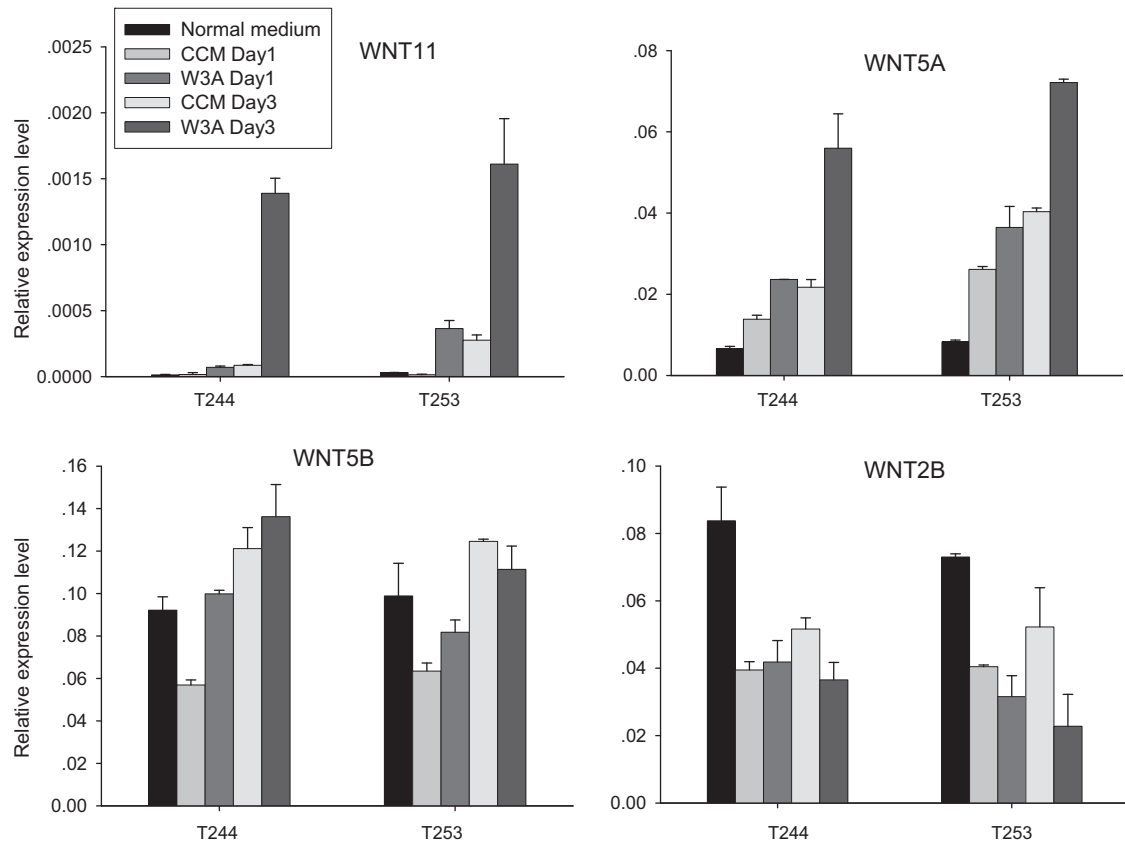 Normal medium
CCM Day1
W3A Day1
CCM Day3
W3A Day3
WNT11
Relative expression level
.0025
.0020
.0015
.0010
.0005
0.0000
T244 T253
WNT5A
.08
.06
.04
.02
0.00
T244 T253
WNT5B
Relative expression level
.16
.14
.12
.10
.08
.06
.04
.02
0.00
T244 T253
WNT2B
.10
.08
.06
.04
.02
0.00
T244 T253